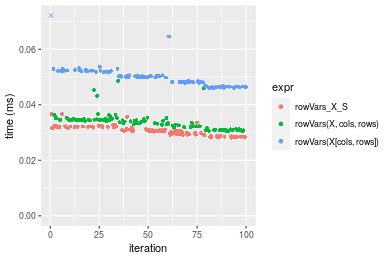 expr
rowVars_X_S
rowVars(X, cols, rows)
rowVars(X[cols, rows])
time (ms)
0.06
0.04
0.02
0.00
0
25
50
75
100
iteration